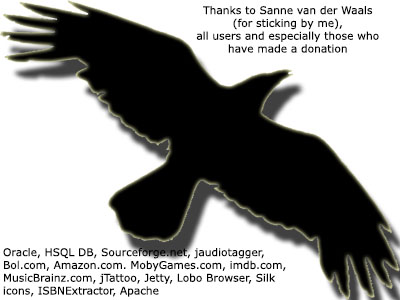 Thanks to Sanne van der Waals
(for sticking by me),
all users and especially those who
have made a donation
Oracle, HSQL DB, Sourceforge.net, jaudiotagger,
Bol.com, Amazon.com. MobyGames.com, imdb.com,
MusicBrainz.com, jTattoo, Jetty, Lobo Browser, Silk
icons, ISBNExtractor, Apache